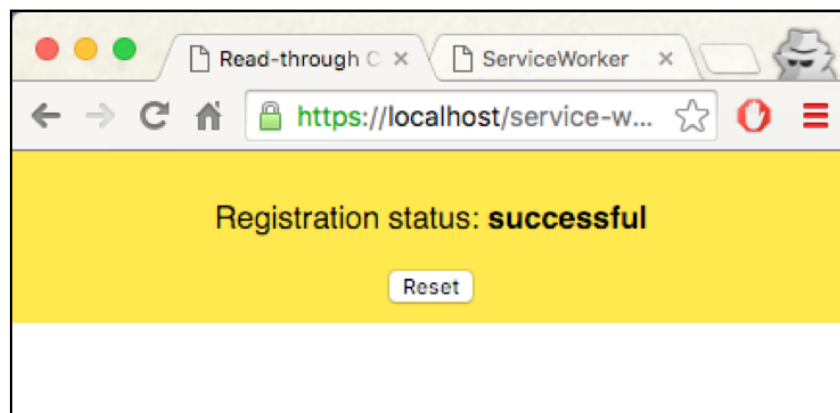 Read-through C
ServiceWorker
https://localhost/service-w...
Registration status: successful
Reset